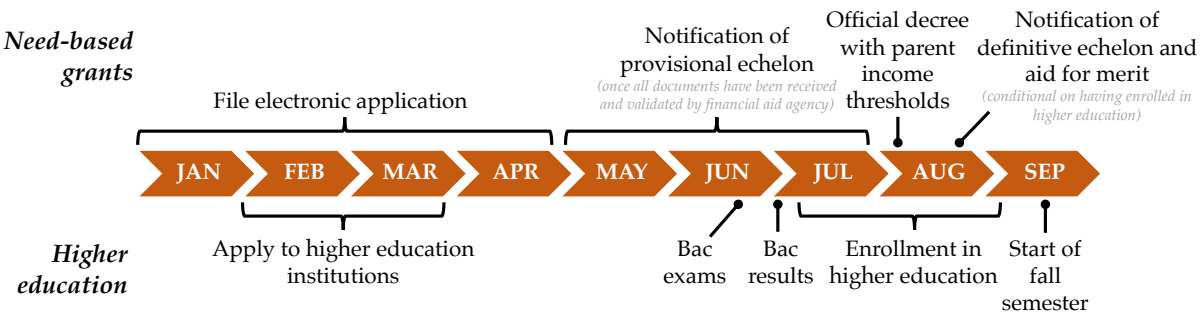 Need-based
grants
File electronic application
Notification of
provisional echelon
(once all documents have been received
and validated by financial aid agency)
Official decree
with parent
income
thresholds
Notification of
definitive echelon and
aid for merit
(conditional on having enrolled in
higher education)
JAN FEB MAR APR MAY JUN JUL AUG SEP
Higher
education
Apply to higher education
institutions
Bac
exams
Bac
results
Enrollment in
higher education
Start of
fall
semester